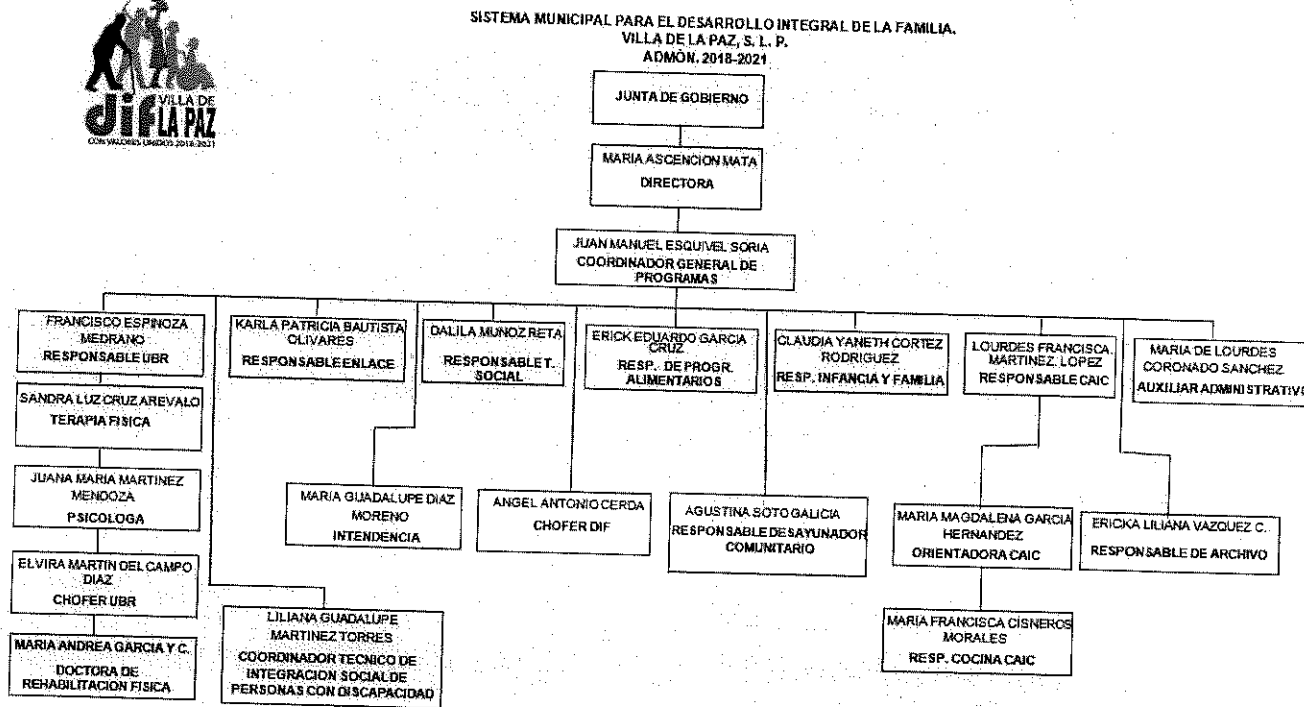 SISTEMA MUNICIPAL PARA EL DESARROLLO INTEGRAL DE LA FAMILIA.
VILLA DE LA PAZ, S. L. P.
ADMÓN. 2018-2021
dif VILLA DE
LA PAZ
CON VALORES UNIDOS 2018-2021
JUNTA DE GOBIERNO
MARIA ASCENCION MATA
DIRECTORA
JUAN MANUEL ESQUIVEL SORIA
COORDINADOR GENERAL DE
PROGRAMAS
FRANCISCO ESPINOZA
MEDRANO
RESPONSABLE UBR
KARLA PATRICIA BAUTISTA
OLIVARES
RESPONSABLE ENLACE
DALILA MUÑOZ RETA
RESPONSABLE T.
SOCIAL
ERICK EDUARDO GARCIA
CRUZ
RESP. DE PROGR.
ALIMENTARIOS
CLAUDIA YANETH CORTEZ
RODRIGUEZ
RESP. INFANCIA Y FAMILIA
LOURDES FRANCISCA.
MARTINEZ. LOPEZ
RESPONSABLE CAIC
MARIA DE LOURDES
CORONADO SANCHEZ
AUXILIAR ADMINISTRATIVO
SANDRA LUZ CRUZ AREVALO
TERAPIA FISICA
JUANA MARIA MARTINEZ
MENDOZA
PSICOLOGA
MARIA GUADALUPE DIAZ
MORENO
INTENDENCIA
ANGEL ANTONIO CERDA
CHOFER DIF
AGUSTINA SOTO GALICIA
RESPONSABLE DESAYUNADOR
COMUNITARIO
MARIA MAGDALENA GARCIA
HERNANDEZ
ORIENTADORA CAIC
ERICKA LILIANA VAZQUEZ C.
RESPONSABLE DE ARCHIVO
ELVIRA MARTIN DEL CAMPO
DIAZ
CHOFER UBR
LILIANA GUADALUPE
MARTINEZ TORRES
COORDINADOR TECNICO DE
INTEGRACION SOCIAL DE
PERSONAS CON DISCAPACIDAD
MARIA FRANCISCA CISNEROS
MORALES
RESP. COCINA CAIC
MARIA ANDREA GARCIA Y C.
DOCTORA DE
REHABILITACION FISICA